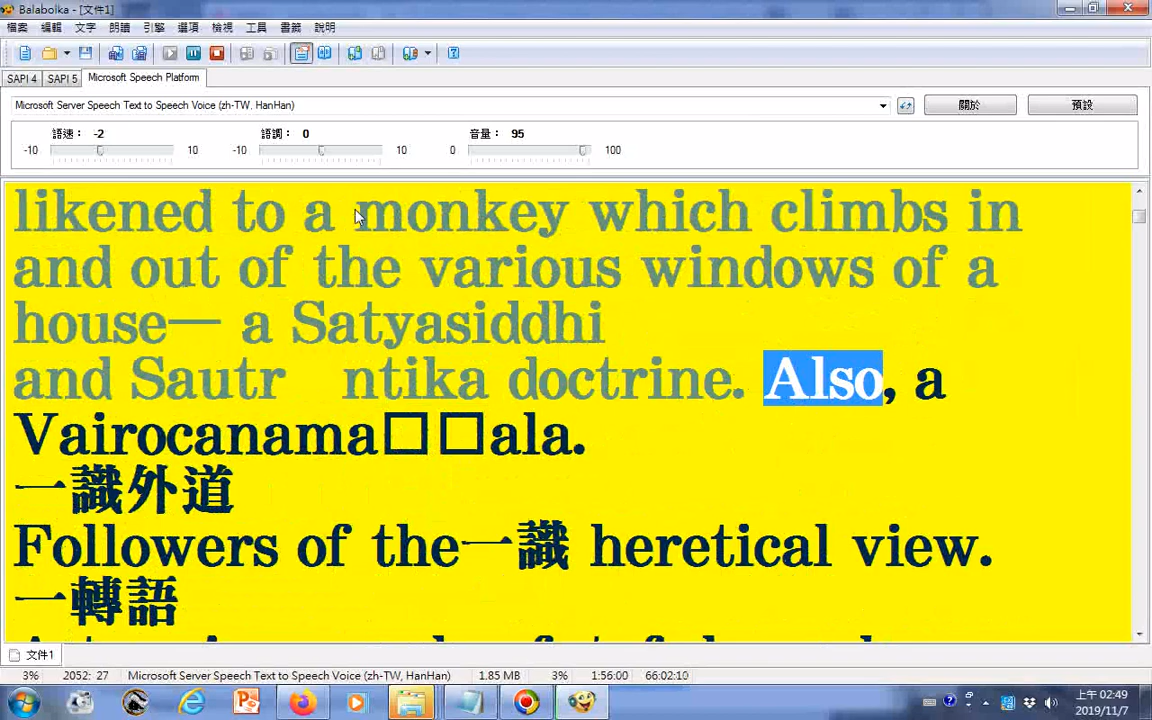 Balabolka - [文件1]
檔案 編輯 文字 朗讀 引擎 選項 檢視 工具 書籤 說明
SAPI 4 SAPI 5 Microsoft Speech Platform
Microsoft Server Speech Text to Speech Voice (zh-TW, HanHan) 關於 預設
語速： -2 語調： 0 音量： 95
-10 10 -10 10 0 100
likened to a monkey which climbs in
and out of the various windows of a
house— a Satyasiddhi
and Sautr ntika doctrine. Also, a
Vairocanama□□ala.
一識外道
Followers of the一識 heretical view.
一轉語
文件1
3% 2052: 27 Microsoft Server Speech Text to Speech Voice (zh-TW, HanHan) 1.85 MB 3% 1:56:00 66:02:10
上午 02:49
2019/11/7